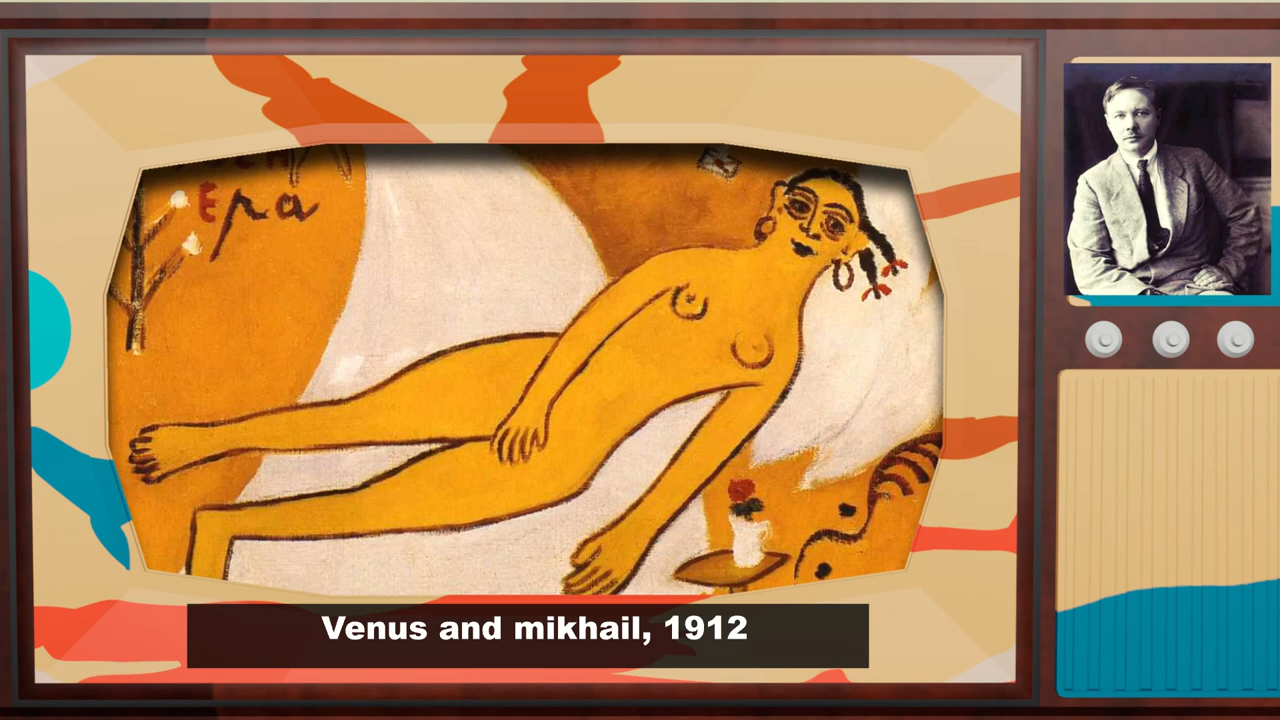 Ера
Venus and mikhail, 1912